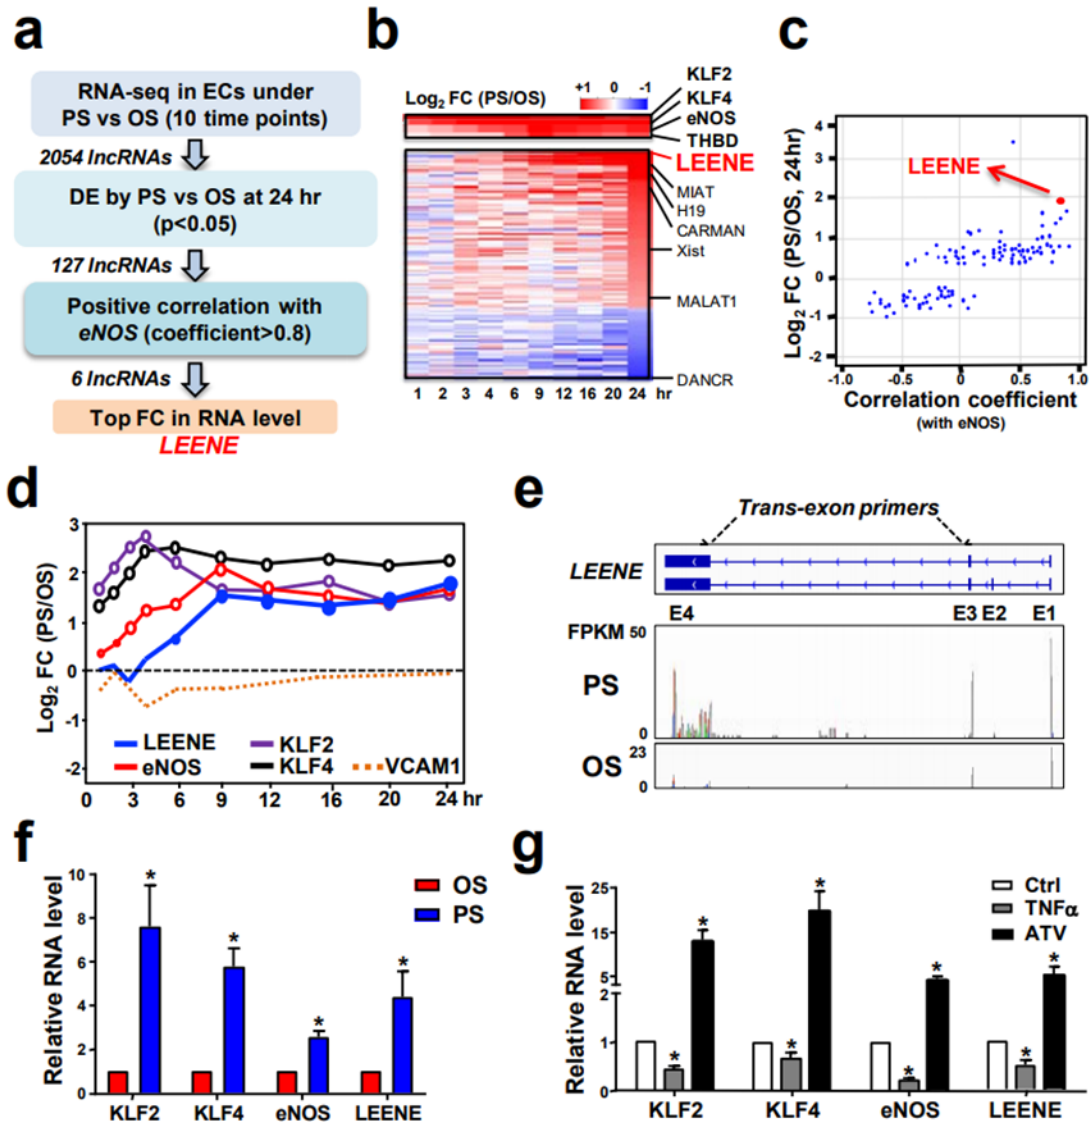 a
RNA-seq in ECs under
PS vs OS (10 time points)
2054 lncRNAs
DE by PS vs OS at 24 hr
(p<0.05)
127 lncRNAs
Positive correlation with
eNOS (coefficient>0.8)
6 lncRNAs
Top FC in RNA level
LEENE
b
Log2 FC (PS/OS)
+1 0 -1
KLF2
KLF4
eNOS
THBD
LEENE
MIAT
H19
CARMAN
Xist
MALAT1
DANCR
1 2 3 4 6 9 12 16 20 24 hr
c
Log2 FC (PS/OS, 24hr)
4
3
2
1
0
-1
-2
LEENE
-1.0 -0.5 0 0.5 1.0
Correlation coefficient
(with eNOS)
d
Log2 FC (PS/OS)
3
2
1
0
-1
-2
LEENE KLF2
eNOS KLF4 VCAM1
0 3 6 9 12 16 20 24 hr
e
Trans-exon primers
LEENE
E4 E3 E2 E1
FPKM 50
PS
0
23
OS
0
f
Relative RNA level
10
8
6
4
2
0
OS
PS
* * * *
KLF2 KLF4 eNOS LEENE
g
Relative RNA level
25
15
5
2
1
0
Ctrl
TNFα
ATV
* * * * * * * *
KLF2 KLF4 eNOS LEENE